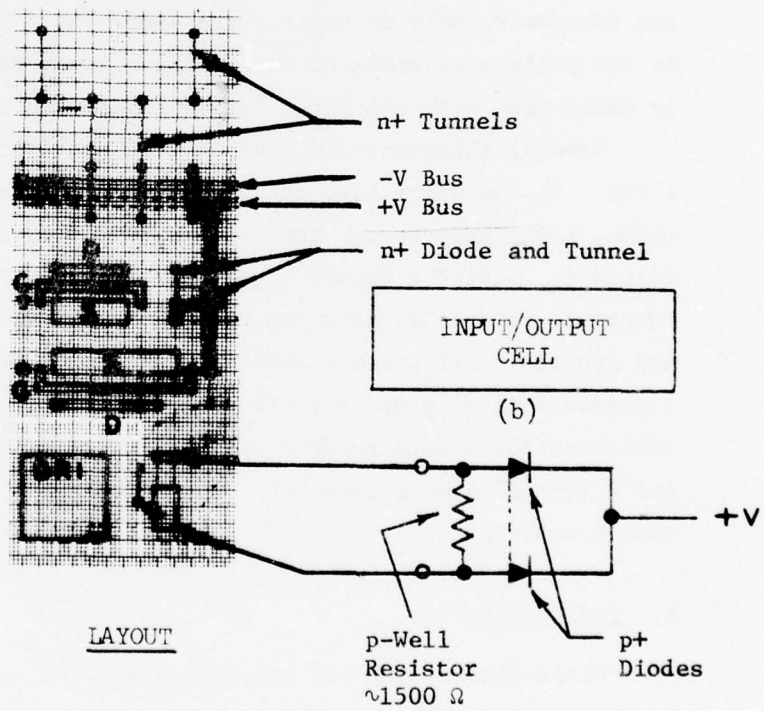 n+ Tunnels
-V Bus
+V Bus
n+ Diode and Tunnel
INPUT/OUTPUT
CELL
(b)
+V
LAYOUT
p-Well
Resistor
~1500 Ω
p+
Diodes